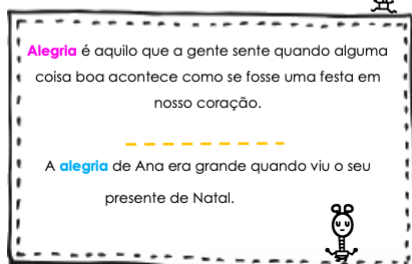 Alegria é aquilo que a gente sente quando alguma
coisa boa acontece como se fosse uma festa em
nosso coração.
A alegria de Ana era grande quando viu o seu
presente de Natal.